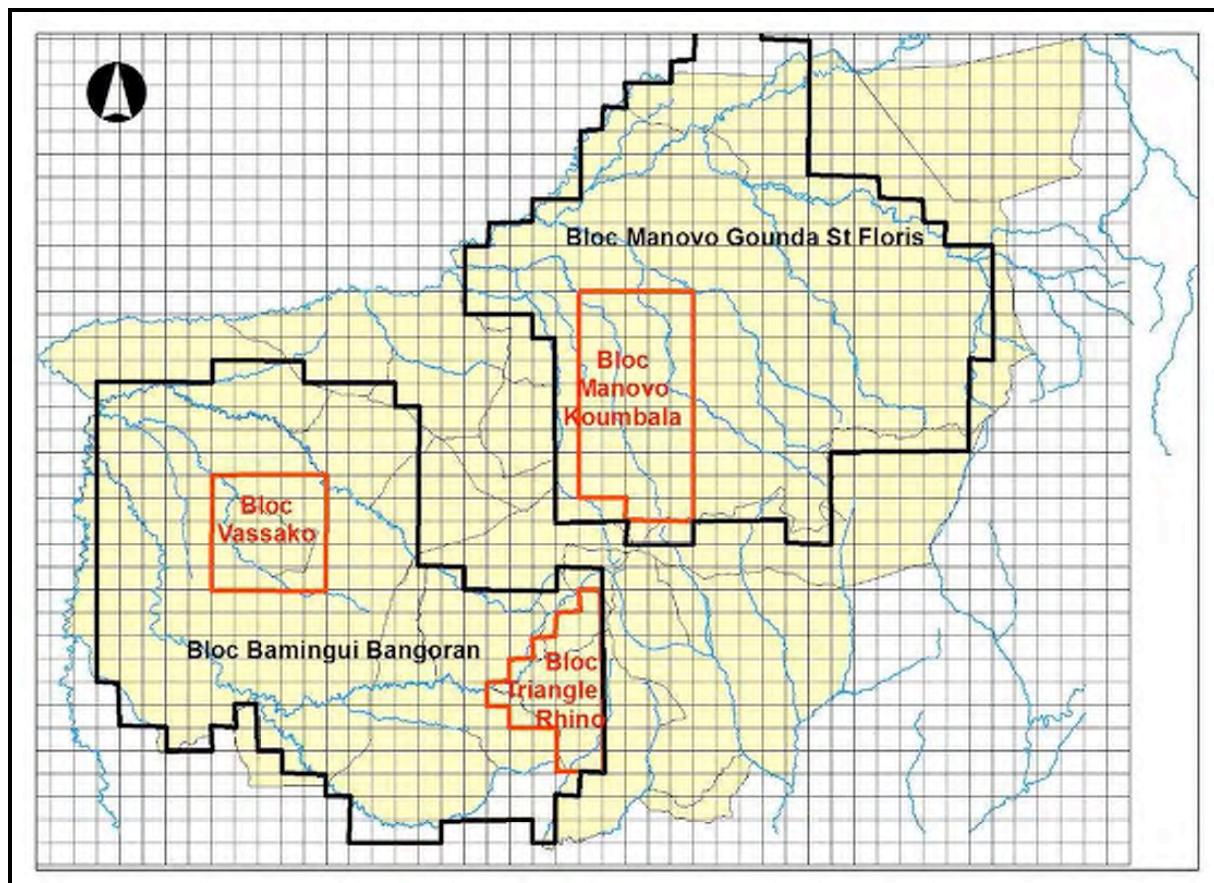 Bloc Manovo Gounda St Floris
Bloc
Manovo
Koumbala
Bloc
Vassako
Bloc Bamingui Bangoran
Bloc
Triangle
Rhino